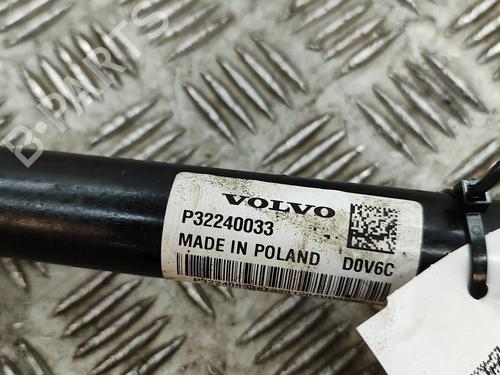 B-PARTS
VOLVO
P32240033
MADE IN POLAND D0V6C